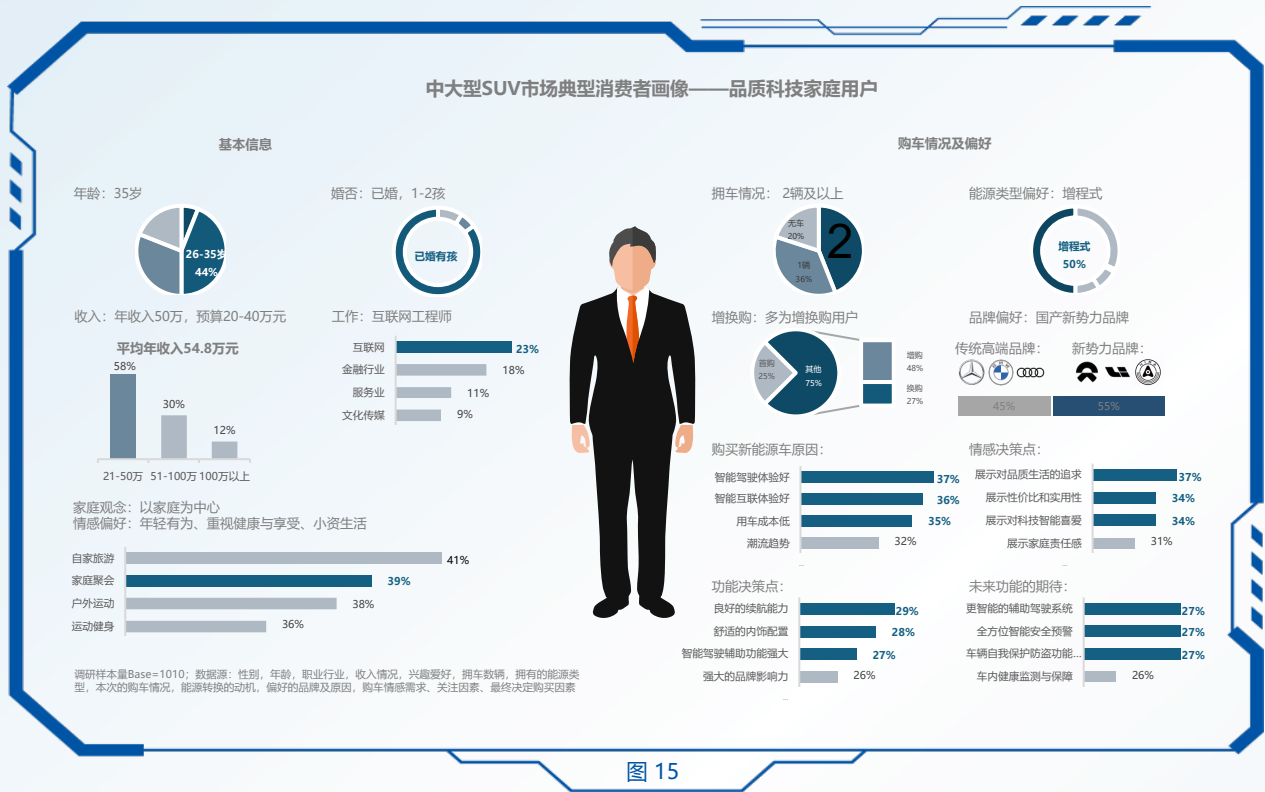 中大型SUV市场典型消费者画像——品质科技家庭用户
基本信息
年龄：35岁
26-35岁
44%
婚否：已婚，1-2孩
已婚有孩
收入：年收入50万，预算20-40万元
平均年收入54.8万元
58%
30%
12%
21-50万 51-100万 100万以上
工作：互联网工程师
互联网 23%
金融行业 18%
服务业 11%
文化传媒 9%
家庭观念：以家庭为中心
情感偏好：年轻有为、重视健康与享受、小资生活
自家旅游 41%
家庭聚会 39%
户外运动 38%
运动健身 36%
调研样本量Base=1010；数据源：性别，年龄，职业行业，收入情况，兴趣爱好，拥车数辆，拥有的能源类
型，本次的购车情况，能源转换的动机，偏好的品牌及原因，购车情感需求、关注因素、最终决定购买因素
购车情况及偏好
拥车情况： 2辆及以上
无车
20%
2
1辆
36%
能源类型偏好：增程式
增程式
50%
增换购：多为增换购用户
首购
25%
其他
75%
增购
48%
换购
27%
品牌偏好：国产新势力品牌
传统高端品牌：
新势力品牌：
45%
55%
购买新能源车原因：
智能驾驶体验好 37%
智能互联体验好 36%
用车成本低 35%
潮流趋势 32%
...
情感决策点：
展示对品质生活的追求 37%
展示性价比和实用性 34%
展示对科技智能喜爱 34%
展示家庭责任感 31%
...
功能决策点：
良好的续航能力 29%
舒适的内饰配置 28%
智能驾驶辅助功能强大 27%
强大的品牌影响力 26%
...
未来功能的期待：
更智能的辅助驾驶系统 27%
全方位智能安全预警 27%
车辆自我保护防盗功能... 27%
车内健康监测与保障 26%
图 15